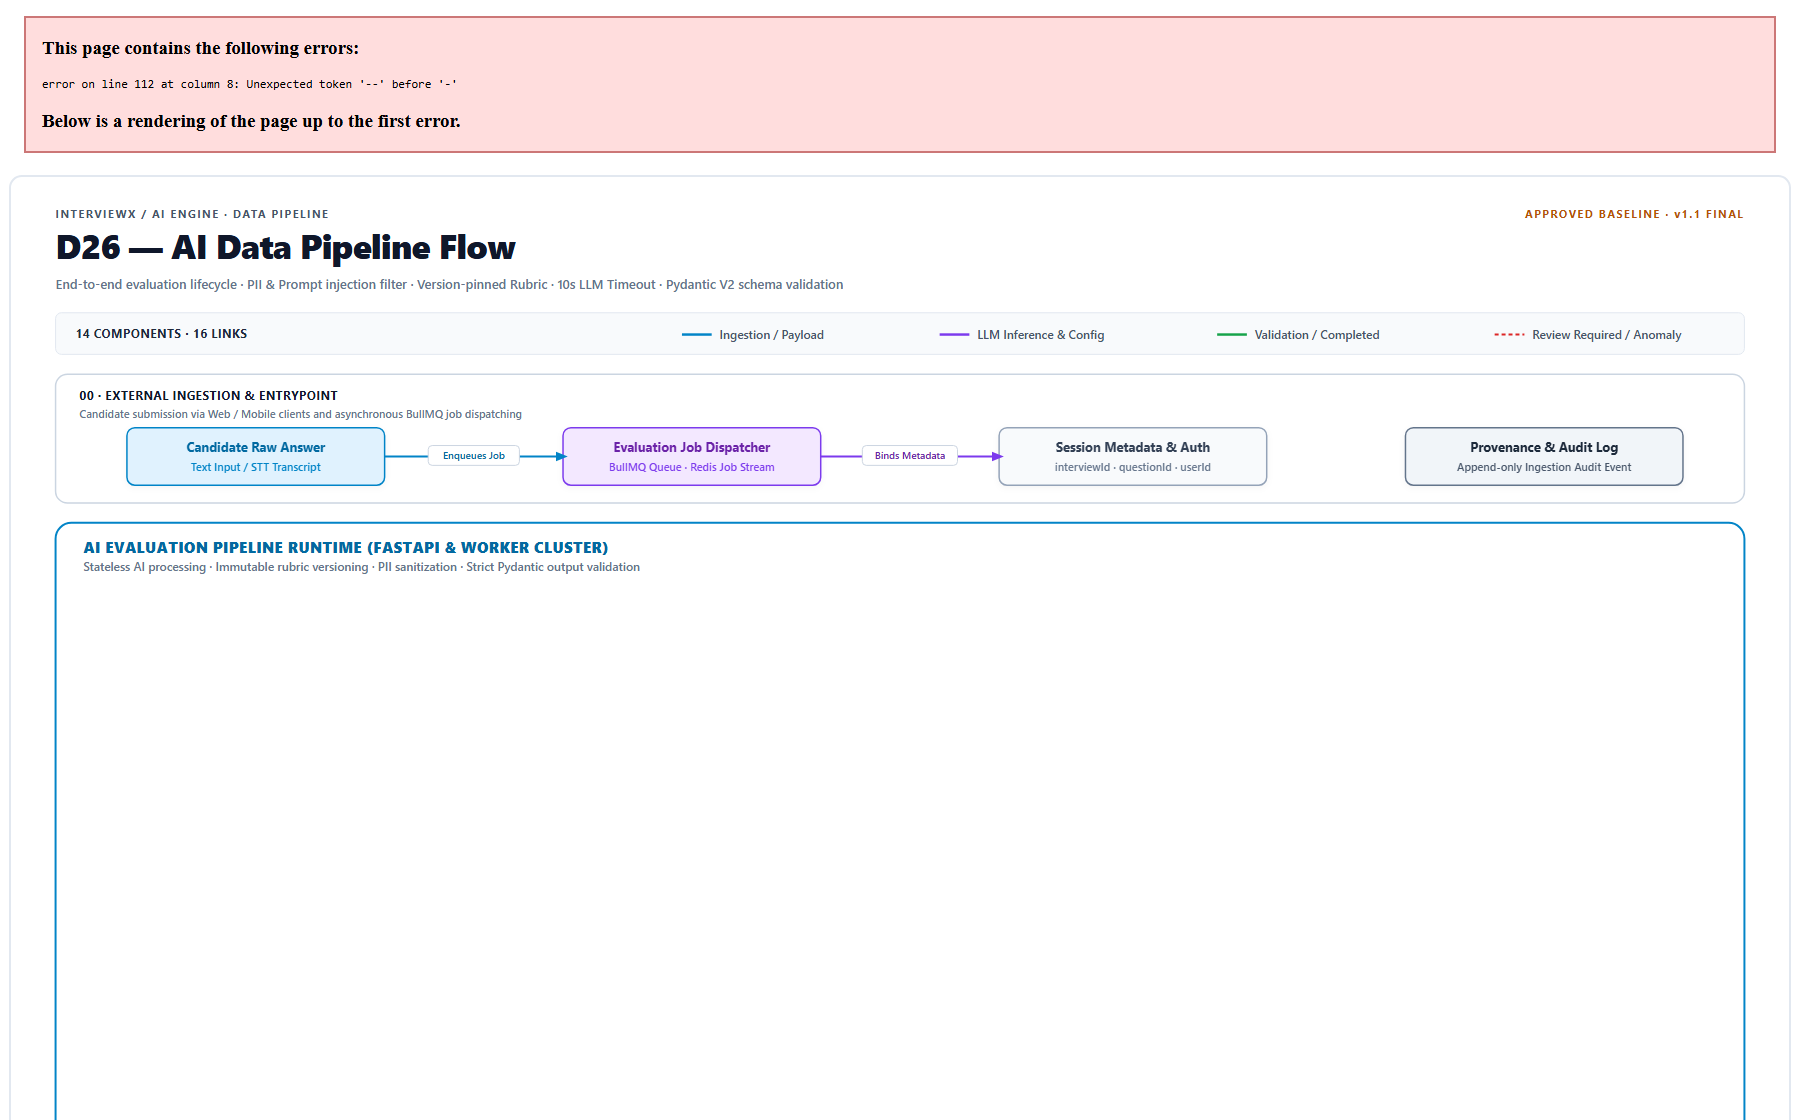 This page contains the following errors:
error on line 112 at column 8: Unexpected token '--' before '-'
Below is a rendering of the page up to the first error.
INTERVIEWX / AI ENGINE · DATA PIPELINE
APPROVED BASELINE · v1.1 FINAL
D26 — AI Data Pipeline Flow
End-to-end evaluation lifecycle · PII & Prompt injection filter · Version-pinned Rubric · 10s LLM Timeout · Pydantic V2 schema validation
14 COMPONENTS · 16 LINKS
Ingestion / Payload
LLM Inference & Config
Validation / Completed
Review Required / Anomaly
00 · EXTERNAL INGESTION & ENTRYPOINT
Candidate submission via Web / Mobile clients and asynchronous BullMQ job dispatching
Candidate Raw Answer
Text Input / STT Transcript
Enqueues Job
Evaluation Job Dispatcher
BullMQ Queue · Redis Job Stream
Binds Metadata
Session Metadata & Auth
interviewId · questionId · userId
Provenance & Audit Log
Append-only Ingestion Audit Event
AI EVALUATION PIPELINE RUNTIME (FASTAPI & WORKER CLUSTER)
Stateless AI processing · Immutable rubric versioning · PII sanitization · Strict Pydantic output validation